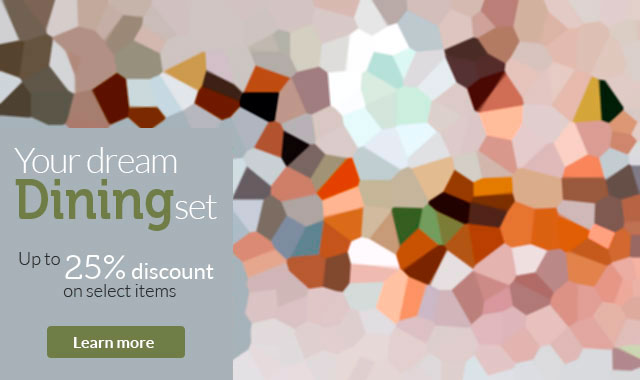 Your dream
Dining set
Up to 25% discount
on select items
Learn more